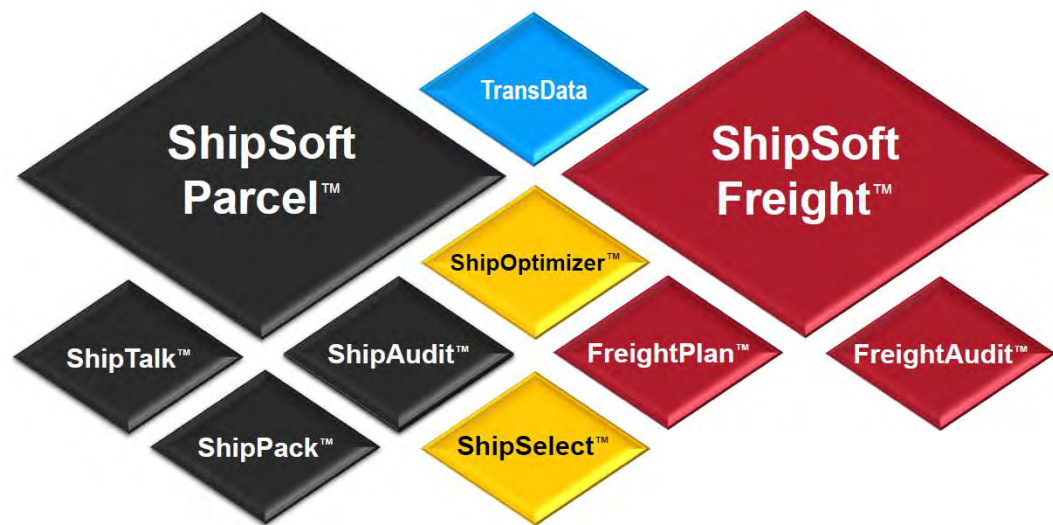 TransData
ShipSoft
Parcel™
ShipSoft
Freight™
ShipOptimizer™
ShipTalk™
ShipAudit™
FreightPlan™
FreightAudit™
ShipPack™
ShipSelect™